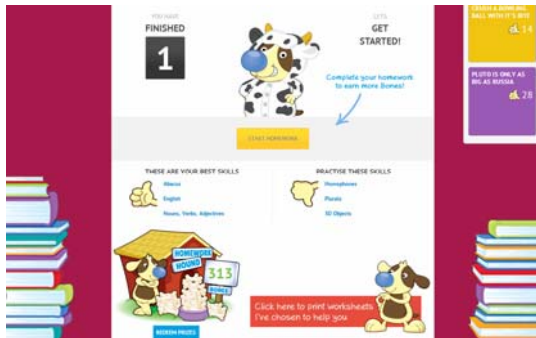 YOU HAVE
FINISHED
1
LETS
GET
STARTED!
Complete your homework
to earn more Bones!
START HOMEWORK
THESE ARE YOUR BEST SKILLS
Abacus
English
Nouns, Verbs, Adjectives
PRACTISE THESE SKILLS
Homophones
Plurals
3D Objects
HOMEWORK
HOUND
313
BONES
REDEEM PRIZES
Click here to print worksheets
I've chosen to help you
CRUSH A BOWLING
BALL WITH IT'S BITE
14
PLUTO IS ONLY AS
BIG AS RUSSIA
28